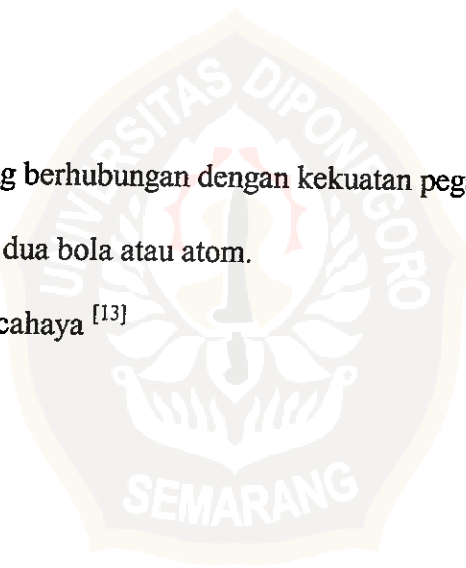 g berhubungan dengan kekuatan peg
dua bola atau atom.
cahaya [13]
UNIVERSITAS DIPONEGORO
SEMARANG